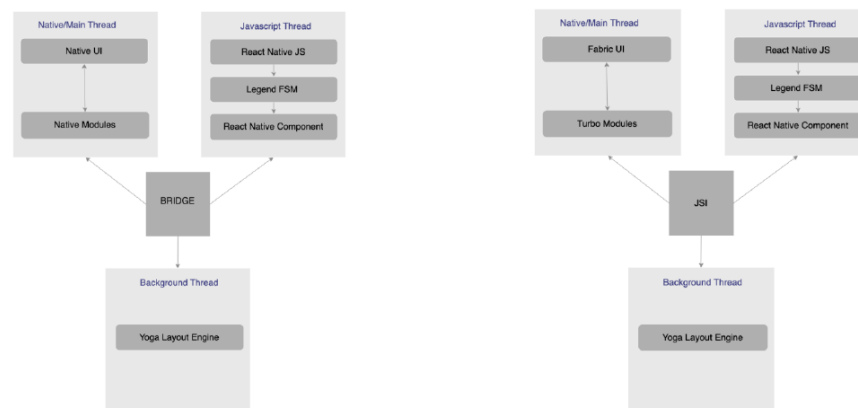 Native/Main Thread
Native UI
Native Modules
Javascript Thread
React Native JS
Legend FSM
React Native Component
BRIDGE
Background Thread
Yoga Layout Engine
Native/Main Thread
Fabric UI
Turbo Modules
Javascript Thread
React Native JS
Legend FSM
React Native Component
JSI
Background Thread
Yoga Layout Engine